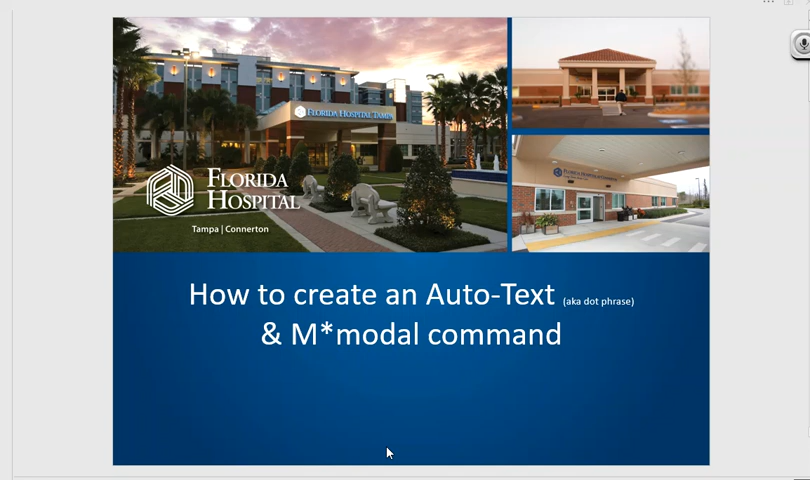 FLORIDA HOSPITAL TAMPA
FLORIDA
HOSPITAL
Tampa | Connerton
How to create an Auto-Text (aka dot phrase)
& M*modal command